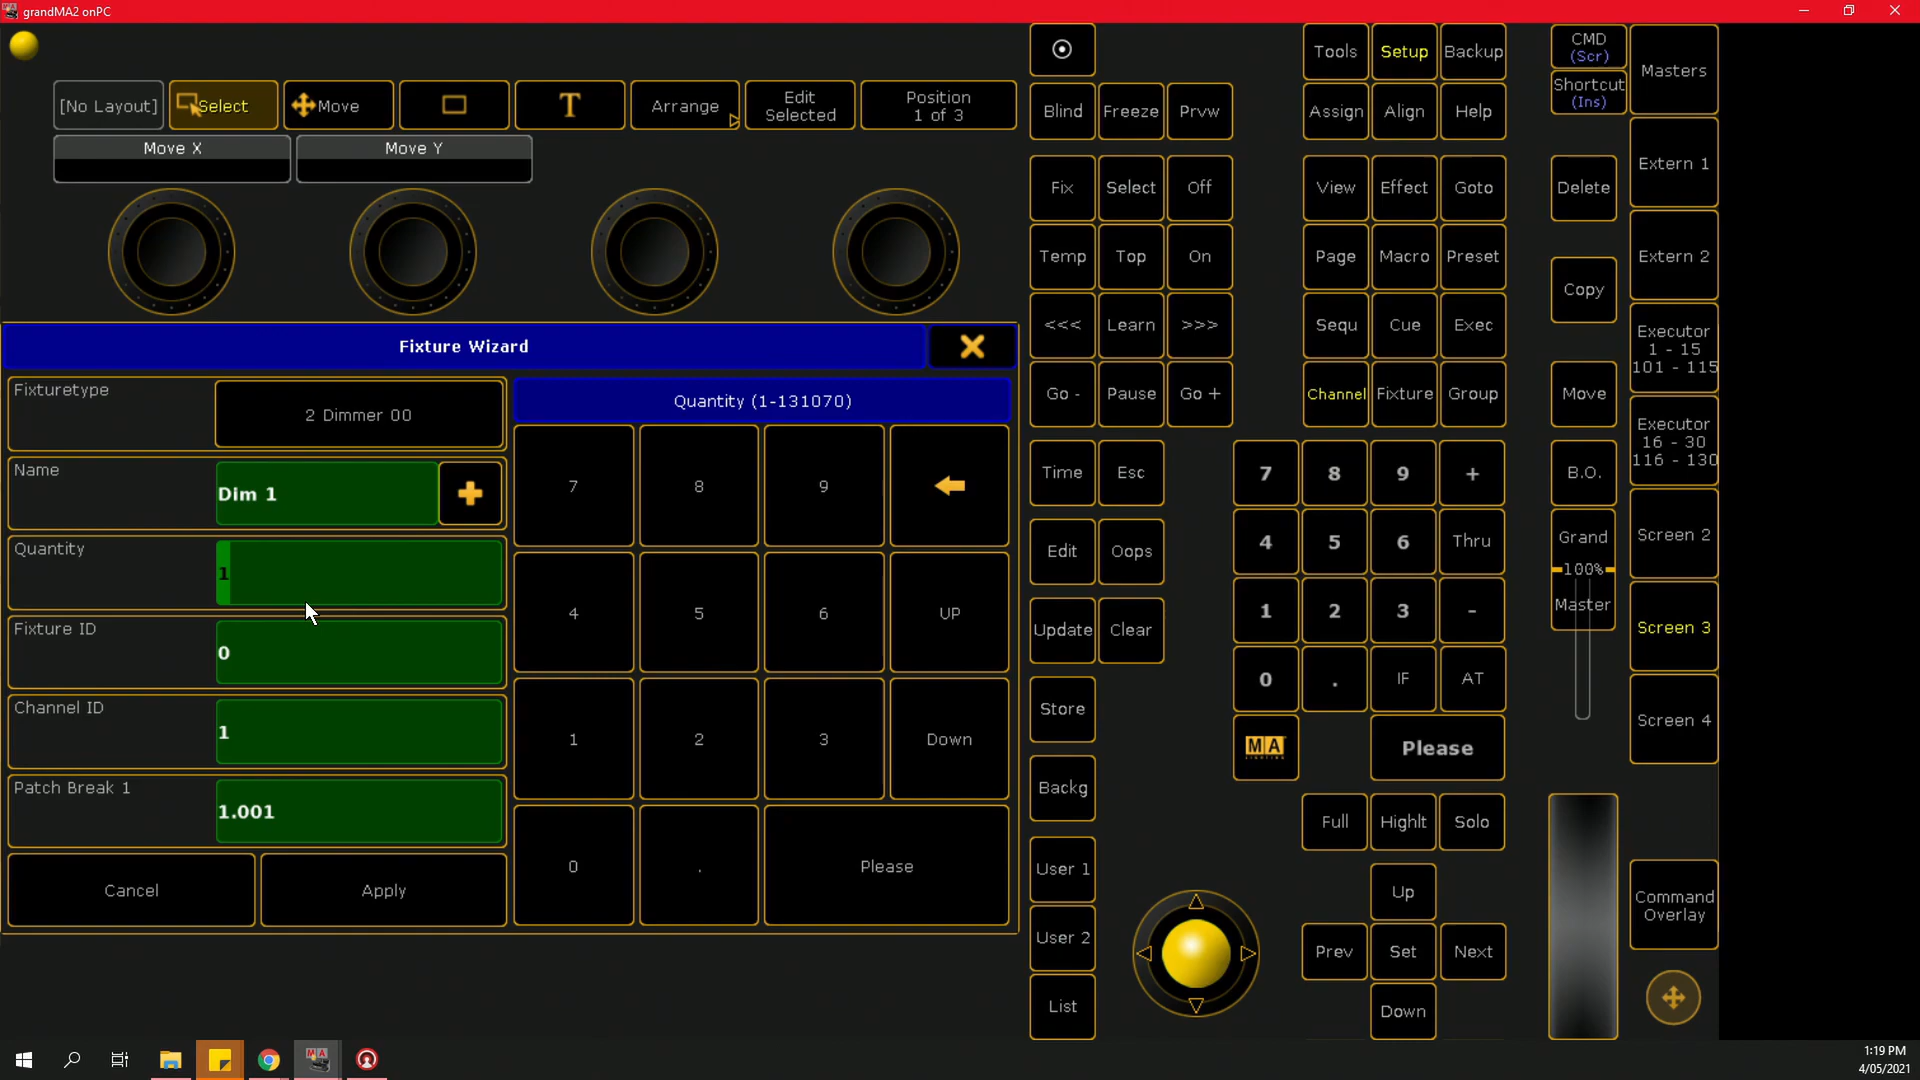 grandMA2 onPC
[No Layout]
Select
Move
T
Arrange
Edit
Selected
Position
1 of 3
Move X
Move Y
Fixture Wizard
Fixturetype
2 Dimmer 00
Name
Dim 1
Quantity
1
Fixture ID
0
Channel ID
1
Patch Break 1
1.001
Cancel
Apply
Quantity (1-131070)
7
8
9
4
5
6
UP
1
2
3
Down
0
.
Please
Blind
Freeze
Prvw
Fix
Select
Off
Temp
Top
On
<<<
Learn
>>>
Go -
Pause
Go +
Time
Esc
Edit
Oops
Update
Clear
Store
Backg
User 1
User 2
List
Tools
Setup
Backup
Assign
Align
Help
View
Effect
Goto
Page
Macro
Preset
Sequ
Cue
Exec
Channel
Fixture
Group
7
8
9
+
4
5
6
Thru
1
2
3
-
0
.
IF
AT
MA
Please
Full
Highlt
Solo
Up
Prev
Set
Next
Down
CMD
(Scr)
Shortcut
(Ins)
Delete
Copy
Move
B.O.
Grand
100%
Master
Masters
Extern 1
Extern 2
Executor
1 - 15
101 - 115
Executor
16 - 30
116 - 130
Screen 2
Screen 3
Screen 4
Command
Overlay
1:19 PM
4/05/2021